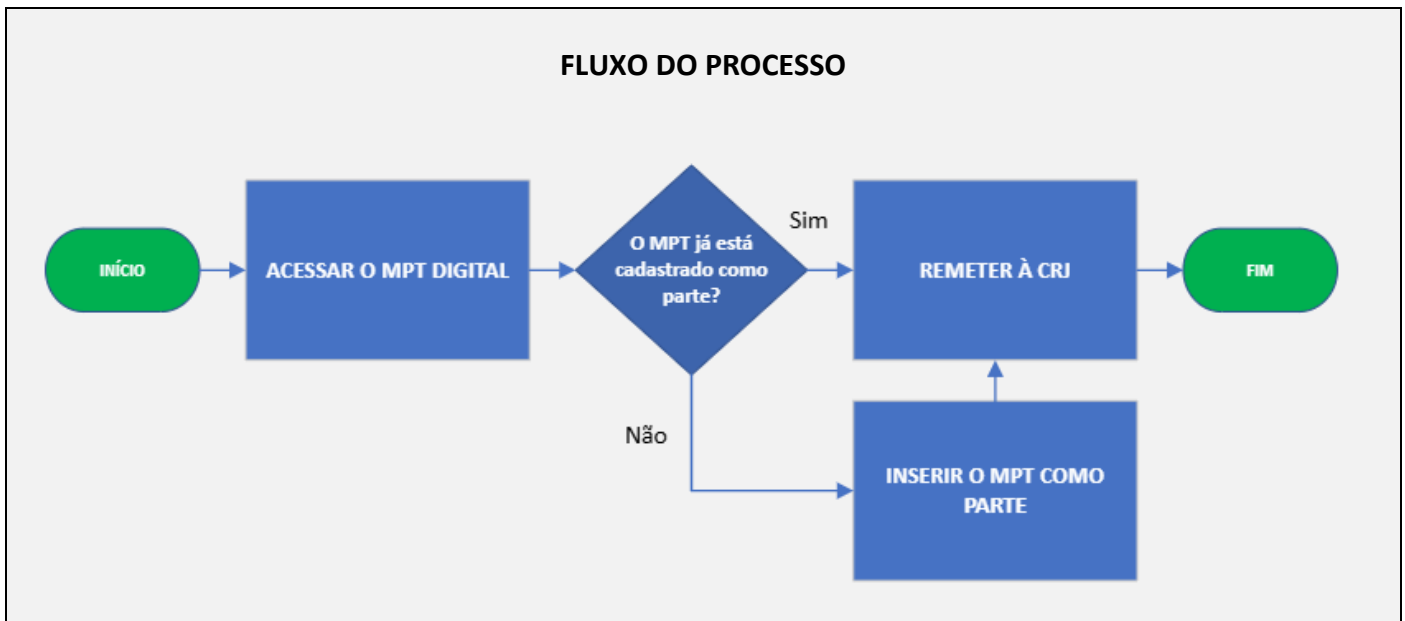 FLUXO DO PROCESSO
INÍCIO
ACESSAR O MPT DIGITAL
O MPT já está
cadastrado como
parte?
Sim
REMETER À CRJ
FIM
Não
INSERIR O MPT COMO
PARTE